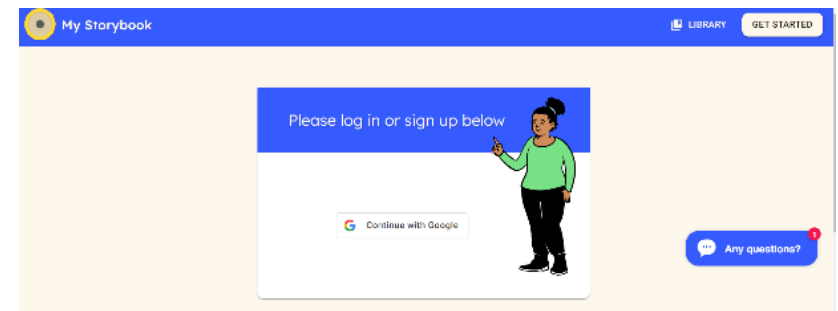 My Storybook
LIBRARY
GET STARTED
Please log in or sign up below
Continue with Google
Any questions?
1